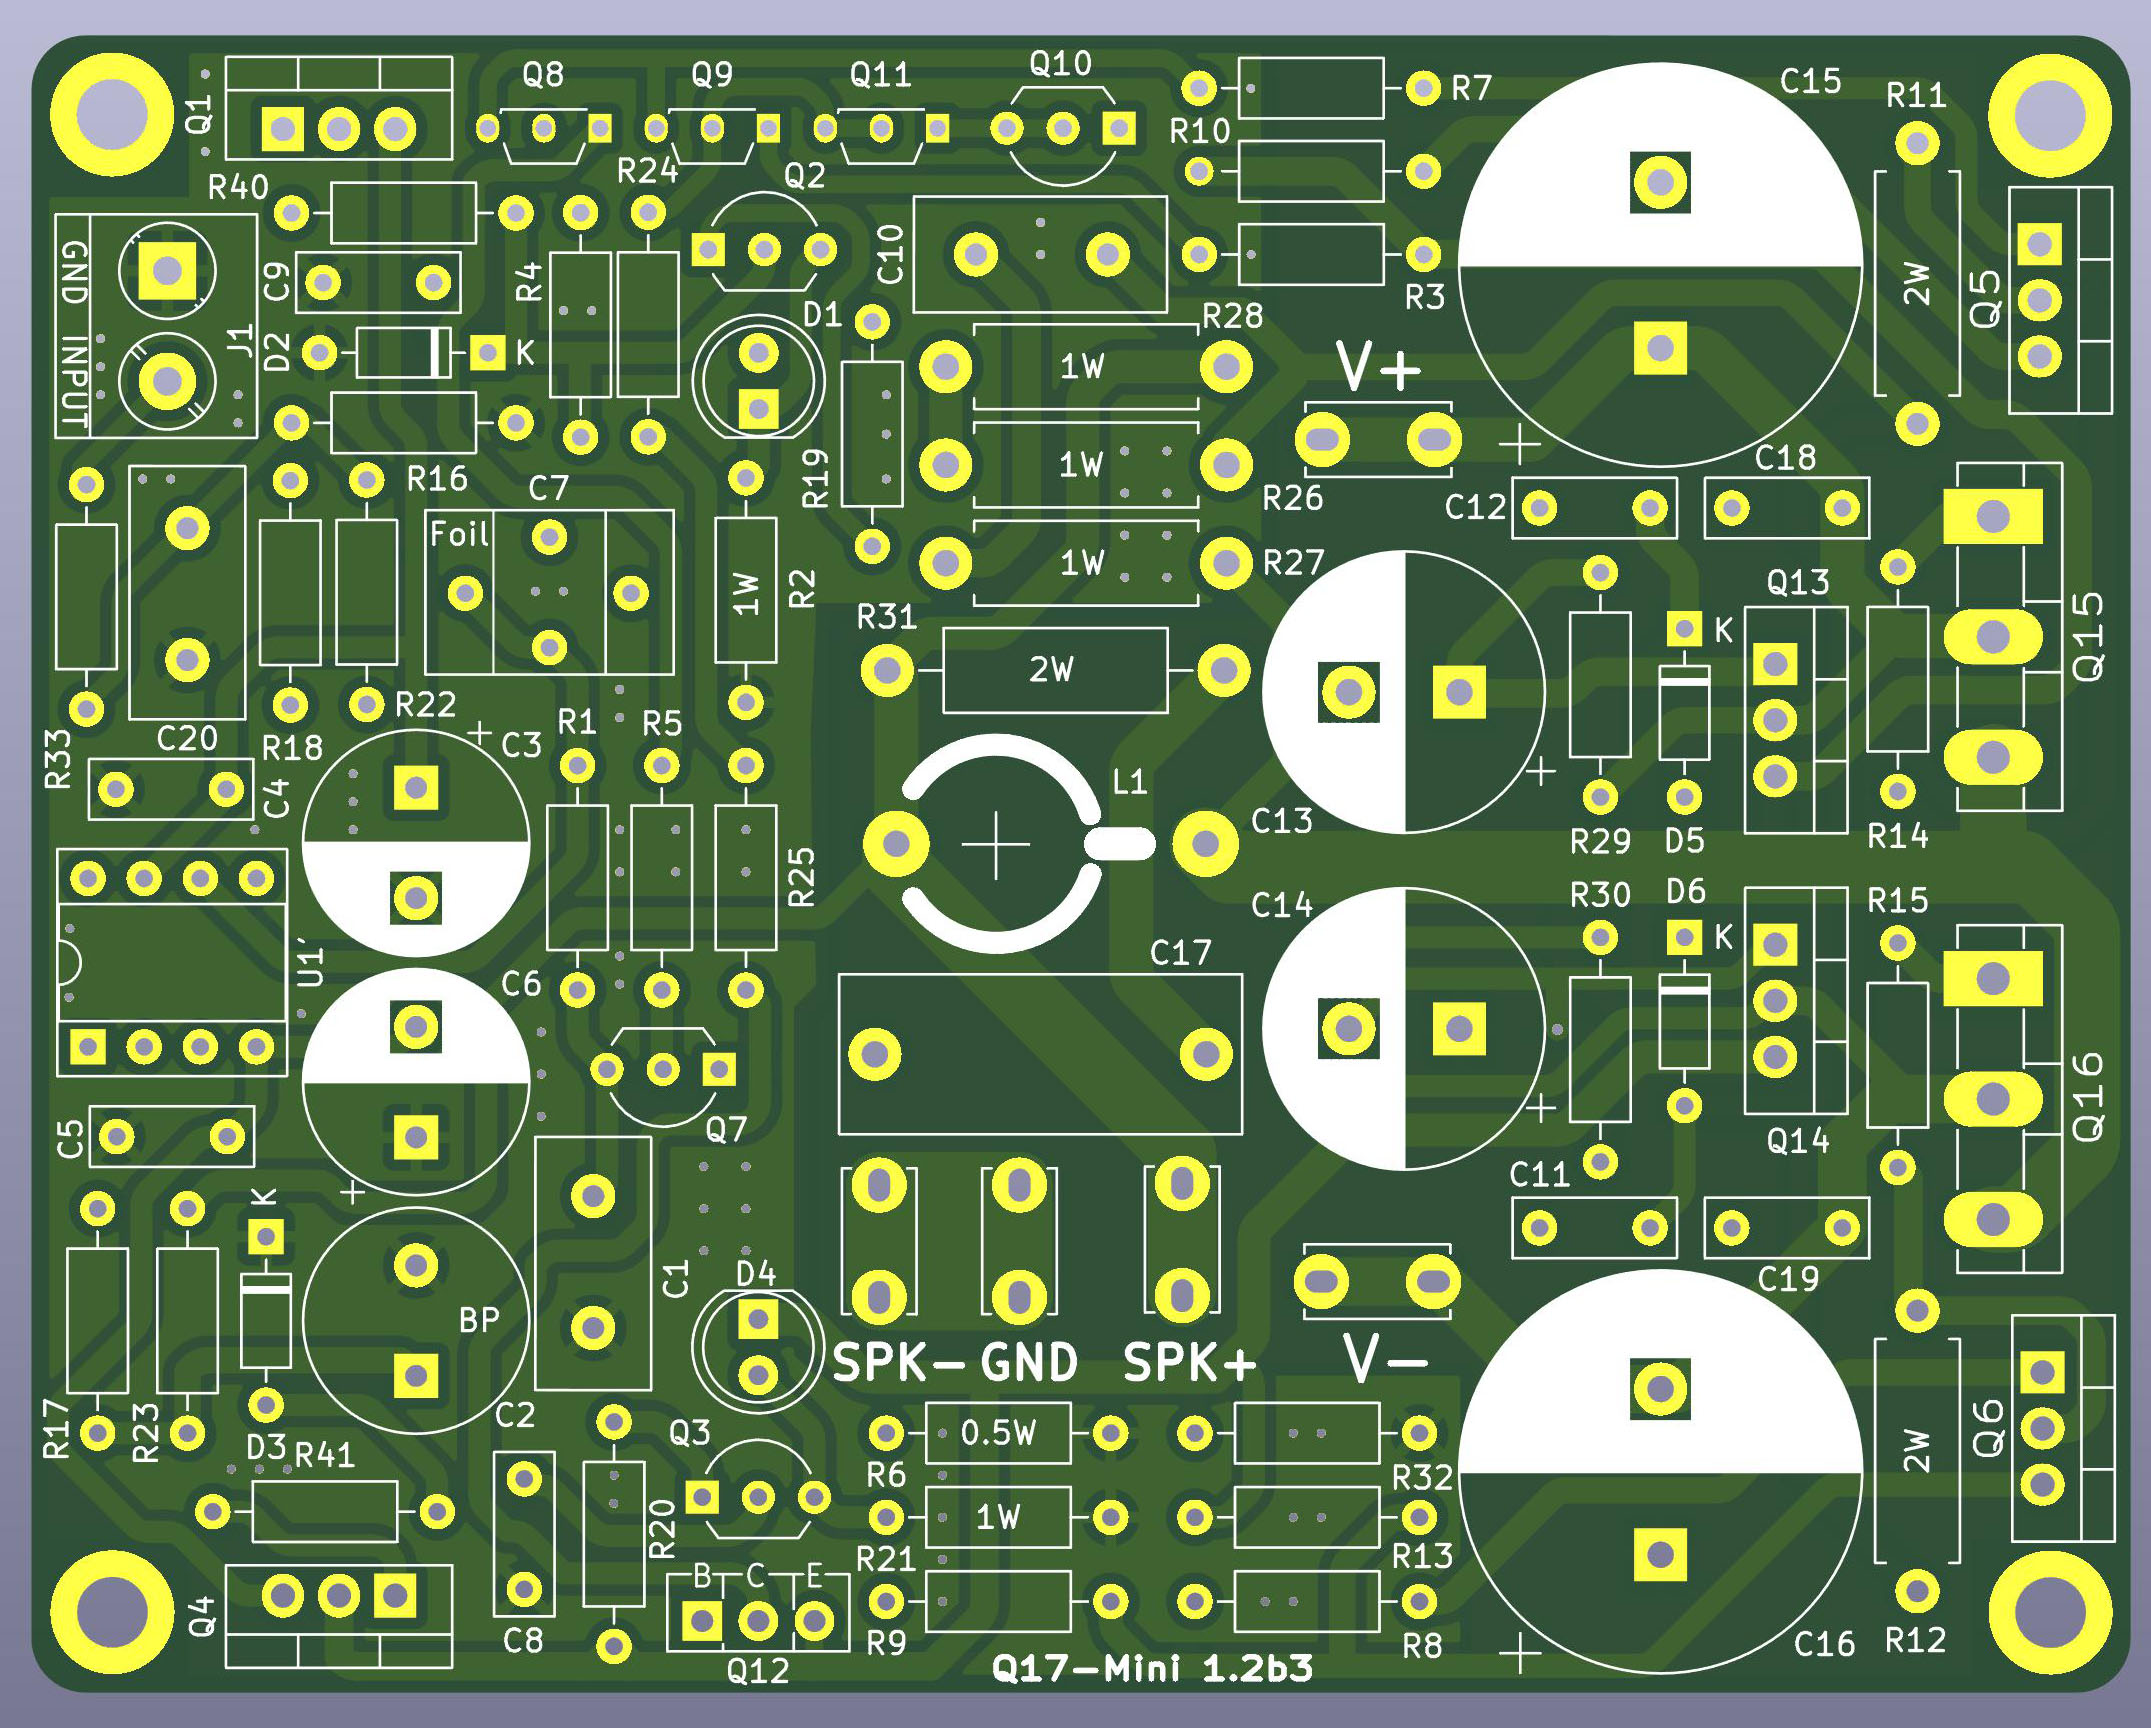 Q1
Q8
Q9
Q11
Q10
R7
C15
R11
R10
R24
Q2
R40
GND INPUT
J1
C9
R4
C10
R3
2W
Q5
D2
K
D1
R28
1W
V+
R16
C7
Foil
R19
1W
R26
C12
C18
1W
R27
1W
R2
Q13
Q15
R31
2W
K
R33
C20
R18
R22
C3
R1
R5
L1
C13
R29
D5
R14
C4
R25
U1´
C6
C14
C17
R30
D6
R15
K
Q16
C5
Q7
Q14
K
C1
C11
C19
D4
BP
SPK-
GND
SPK+
V-
R17
R23
D3
R41
C2
Q3
0.5W
R6
R32
2W
Q6
R20
1W
R21
R13
Q4
C8
B
C
E
Q12
R9
R8
C16
R12
Q17-Mini 1.2b3